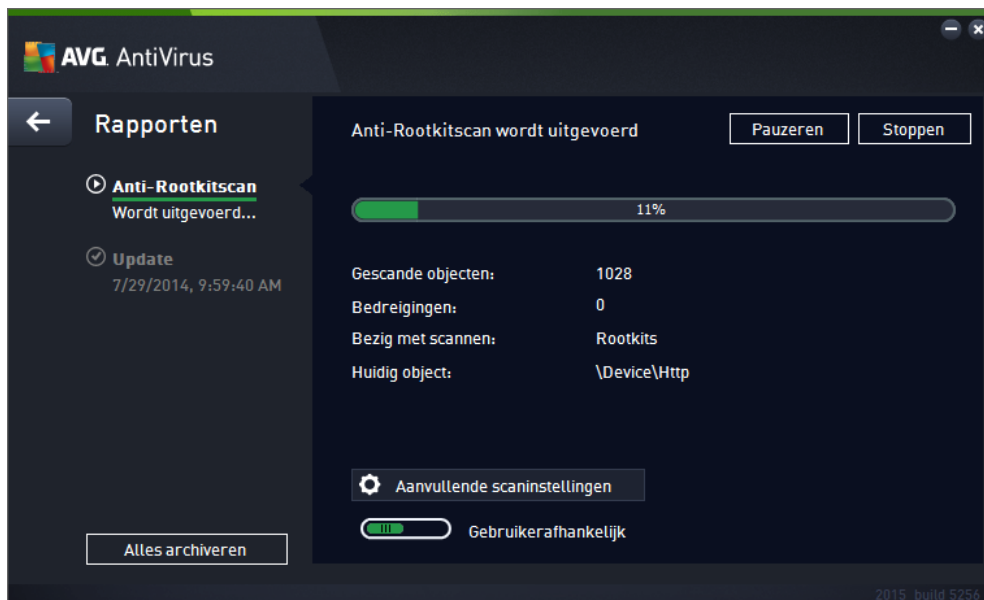 AVG. AntiVirus
Rapporten
Anti-Rootkitscan
Wordt uitgevoerd...
Update
7/29/2014, 9:59:40 AM
Alles archiveren
Anti-Rootkitscan wordt uitgevoerd
Pauzeren
Stoppen
11%
Gescande objecten: 1028
Bedreigingen: 0
Bezig met scannen: Rootkits
Huidig object: \Device\Http
Aanvullende scaninstellingen
Gebruikerafhankelijk
2015 build 5256